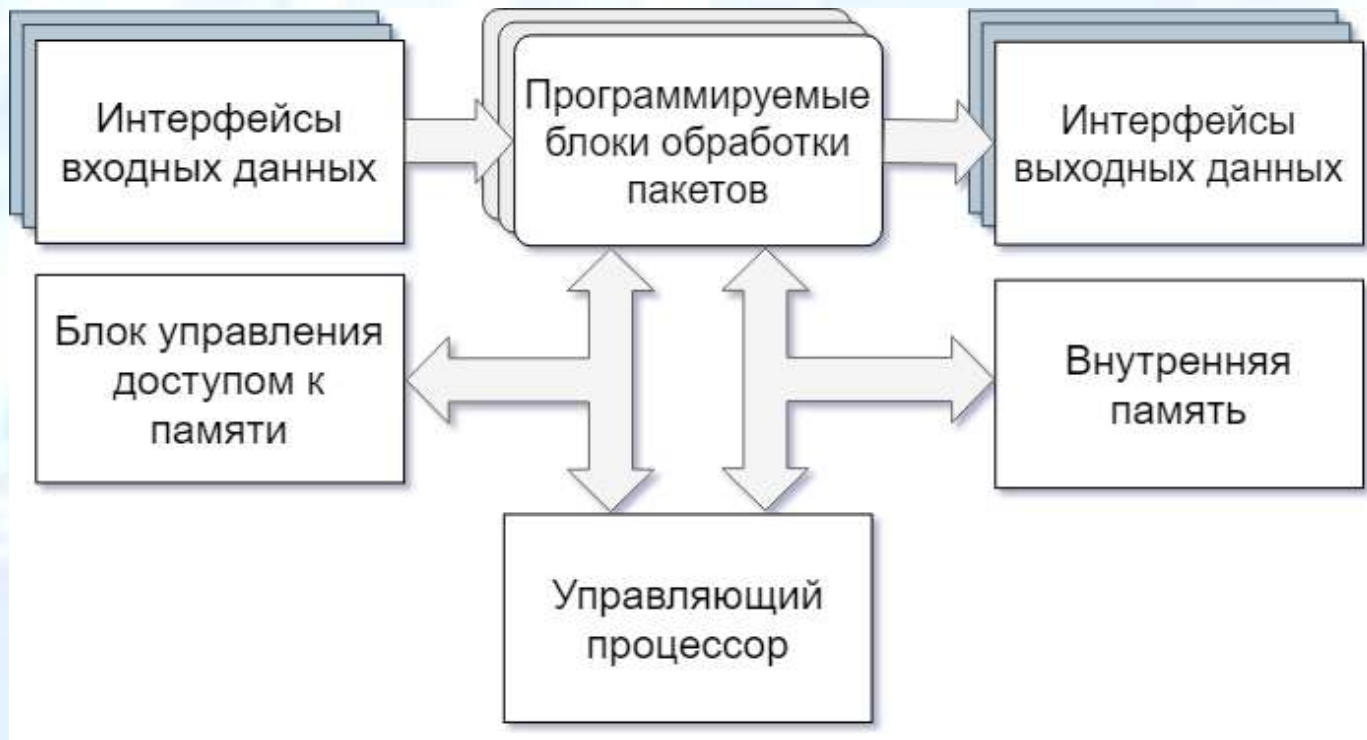 Интерфейсы
входных данных
Программируемые
блоки обработки
пакетов
Интерфейсы
выходных данных
Блок управления
доступом к
памяти
Внутренняя
память
Управляющий
процессор